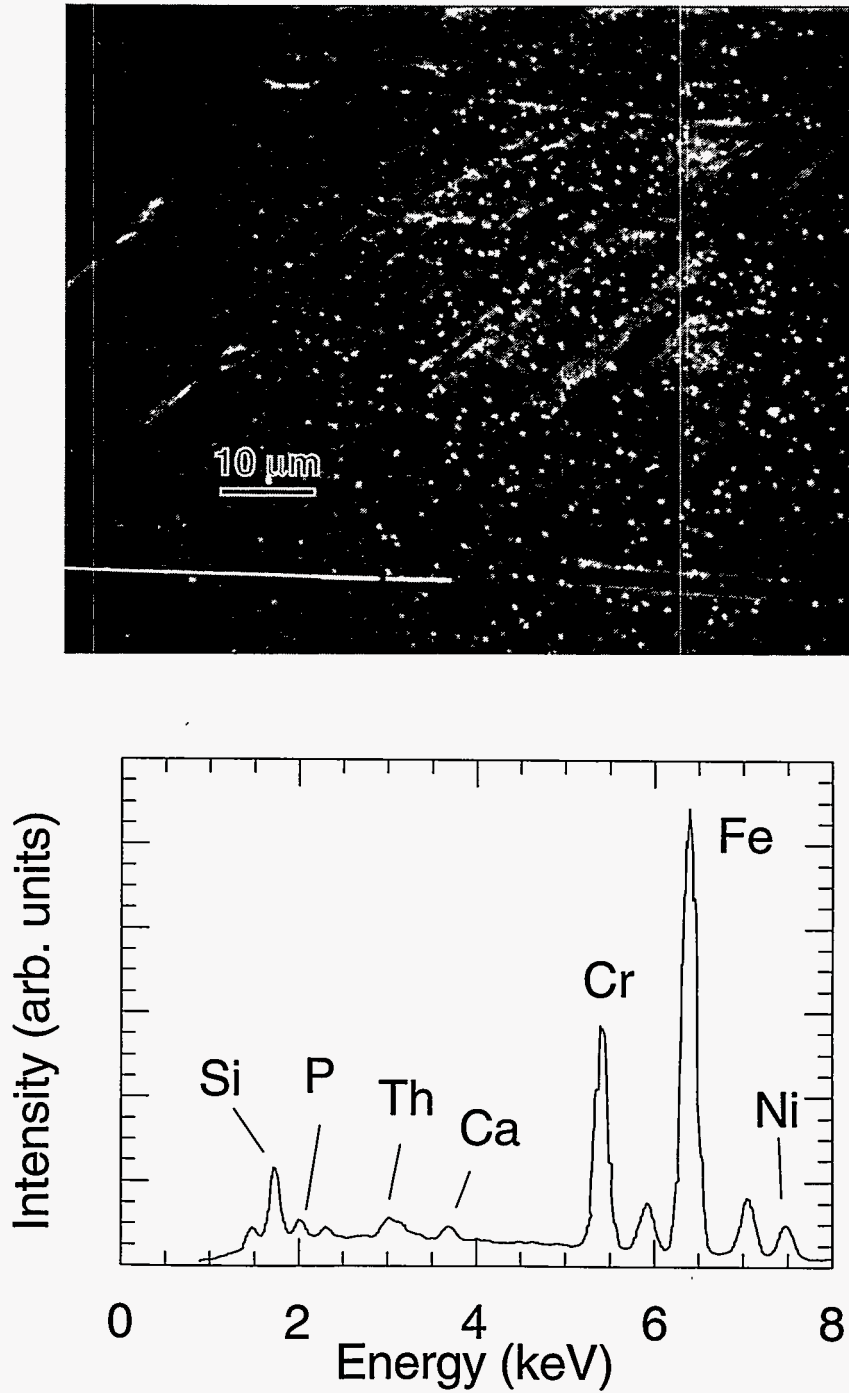 10 µm
Intensity (arb. units)
Si
P
Th
Ca
Cr
Fe
Ni
0 2 4 6 8
Energy (keV)